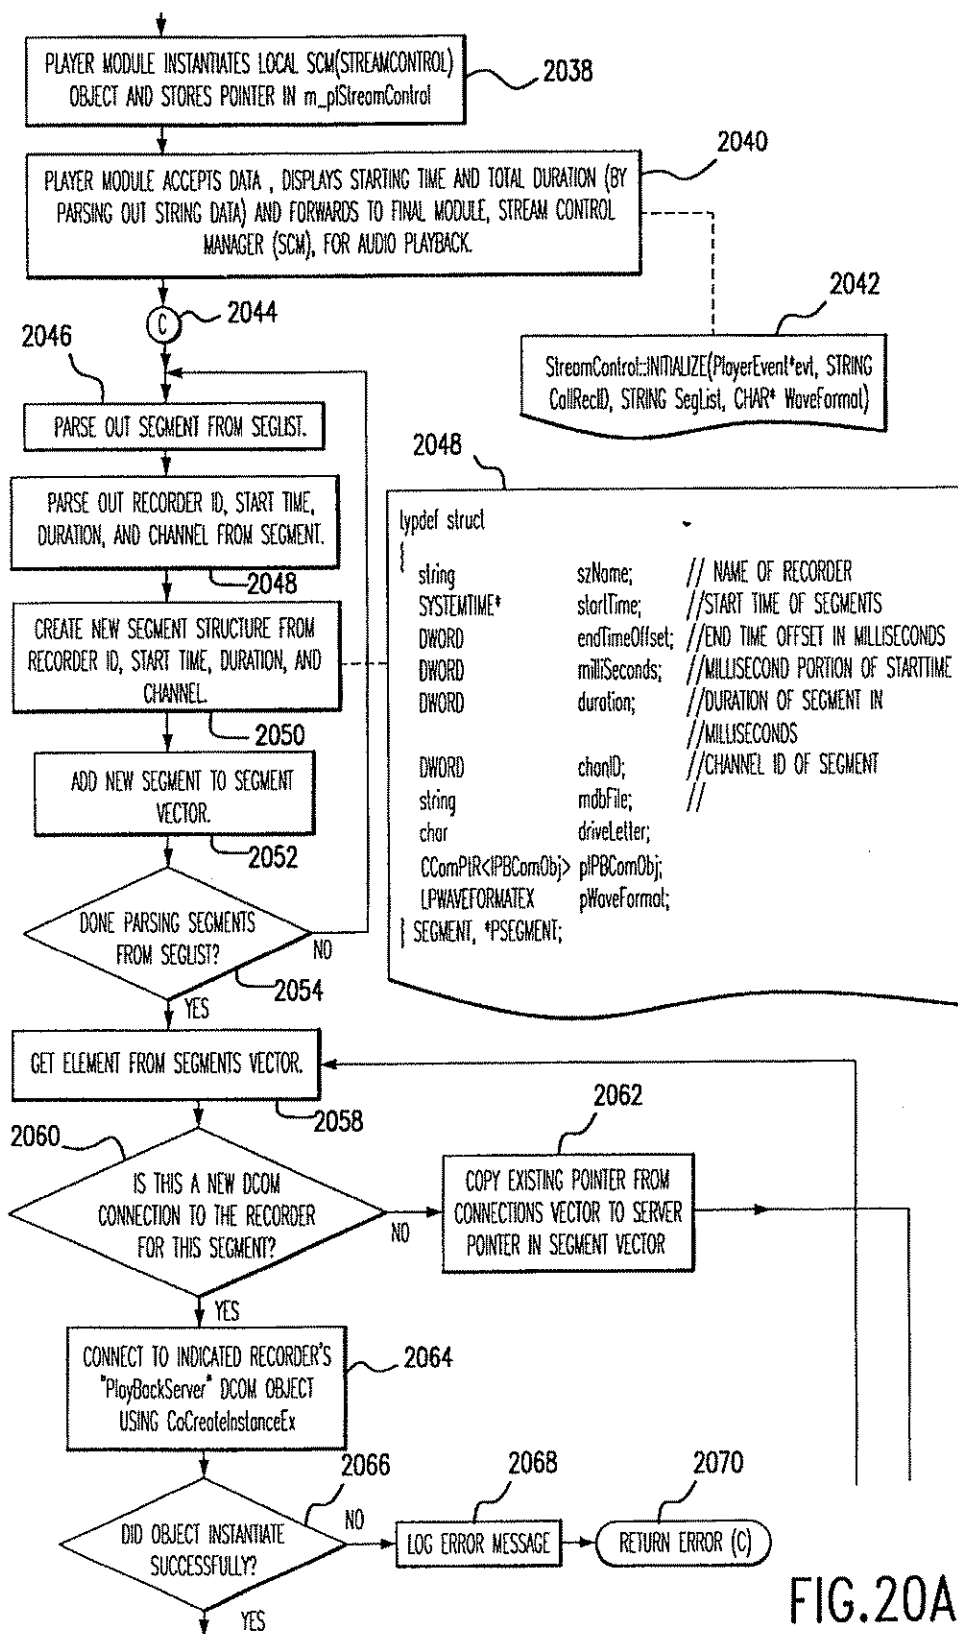 PLAYER MODULE INSTANTIATES LOCAL SCM(STREAMCONTROL)
OBJECT AND STORES POINTER IN m_pIStreamControl
2038
2040
PLAYER MODULE ACCEPTS DATA , DISPLAYS STARTING TIME AND TOTAL DURATION (BY
PARSING OUT STRING DATA) AND FORWARDS TO FINAL MODULE, STREAM CONTROL
MANAGER (SCM), FOR AUDIO PLAYBACK.
C
2044
2042
StreamControl::INITIALIZE(PlayerEvent*evt, STRING
CallRecID, STRING SegList, CHAR* WaveFormat)
2046
PARSE OUT SEGMENT FROM SEGLIST.
PARSE OUT RECORDER ID, START TIME,
DURATION, AND CHANNEL FROM SEGMENT.
2048
CREATE NEW SEGMENT STRUCTURE FROM
RECORDER ID, START TIME, DURATION, AND
CHANNEL.
2050
ADD NEW SEGMENT TO SEGMENT
VECTOR.
2052
DONE PARSING SEGMENTS
FROM SEGLIST?
NO
2054
YES
2048
typdef struct
{
string szName; // NAME OF RECORDER
SYSTEMTIME* startTime; //START TIME OF SEGMENTS
DWORD endTimeOffset; //END TIME OFFSET IN MILLISECONDS
DWORD milliSeconds; //MILLISECOND PORTION OF STARTTIME
DWORD duration; //DURATION OF SEGMENT IN
//MILLISECONDS
DWORD chanID; //CHANNEL ID OF SEGMENT
string mdbFile; //
char driveLetter;
CComPTR<IPBComObj> pIPBComObj;
LPWAVEFORMATEX pWaveFormat;
} SEGMENT, *PSEGMENT;
GET ELEMENT FROM SEGMENTS VECTOR.
2058
2060
IS THIS A NEW DCOM
CONNECTION TO THE RECORDER
FOR THIS SEGMENT?
NO
2062
COPY EXISTING POINTER FROM
CONNECTIONS VECTOR TO SERVER
POINTER IN SEGMENT VECTOR
YES
CONNECT TO INDICATED RECORDER'S
"PlayBackServer" DCOM OBJECT
USING CoCreateInstanceEx
2064
2066
DID OBJECT INSTANTIATE
SUCCESSFULLY?
NO
2068
LOG ERROR MESSAGE
2070
RETURN ERROR (C)
YES
FIG.20A